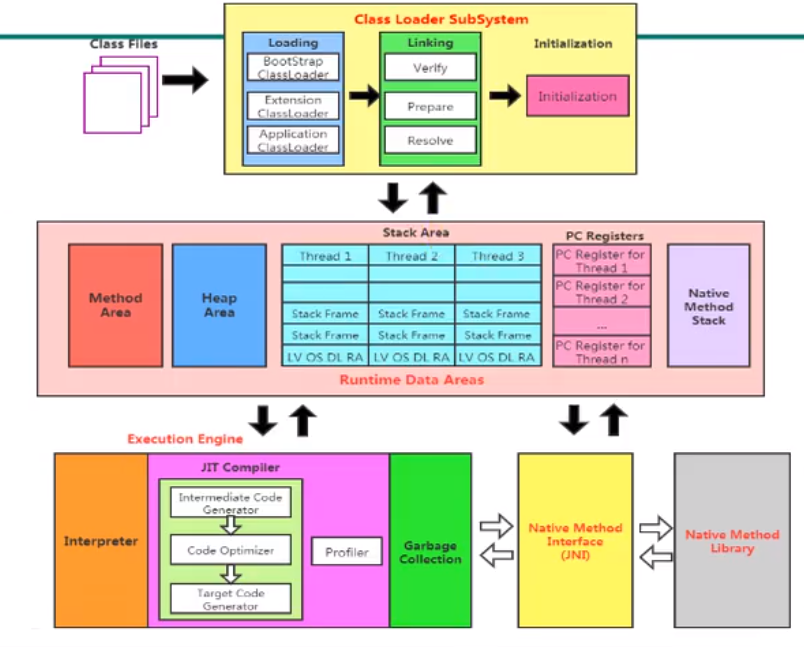 Class Loader SubSystem
Class Files
Loading
BootStrap
ClassLoader
Extension
ClassLoader
Application
ClassLoader
Linking
Verify
Prepare
Resolve
Initialization
Initialization
Stack Area
PC Registers
Method
Area
Heap
Area
Thread 1
Thread 2
Thread 3
Stack Frame
Stack Frame
Stack Frame
Stack Frame
Stack Frame
Stack Frame
LV OS DL RA
LV OS DL RA
LV OS DL RA
PC Register for
Thread 1
PC Register for
Thread 2
...
PC Register for
Thread n
Native
Method
Stack
Runtime Data Areas
Execution Engine
Interpreter
JIT Compiler
Intermediate Code
Generator
Code Optimizer
Target Code
Generator
Profiler
Garbage
Collection
Native Method
Interface
(JNI)
Native Method
Library